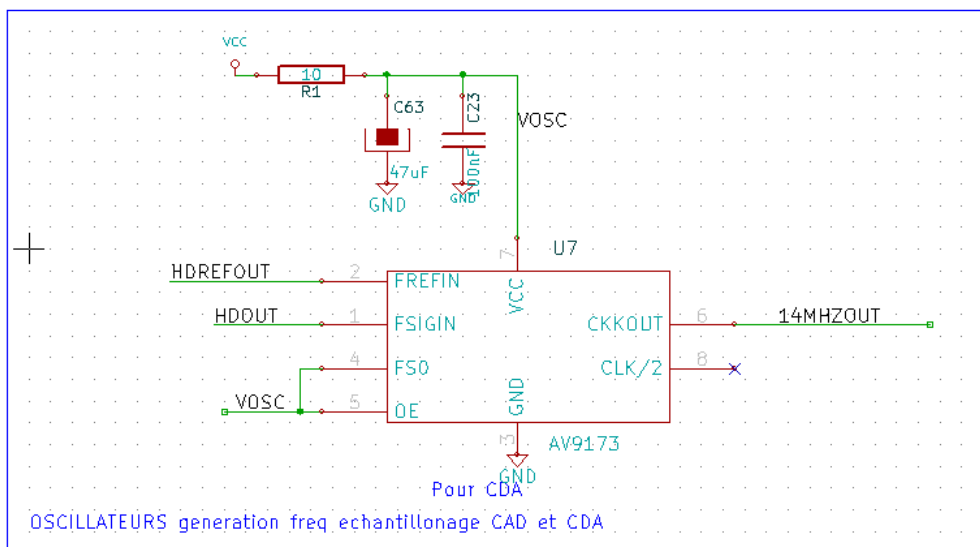 VCC
10
R1
C63
47uF
GND
C23
100nF
GND
VOSC
U7
7
VCC
HDREFOUT
2
FREFIN
HDOUT
1
FSIGIN
CKKOUT
6
14MHZOUT
4
FS0
CLK/2
8
VOSC
5
OE
GND
3
AV9173
GND
Pour CDA
OSCILLATEURS generation freq echantillonage CAD et CDA